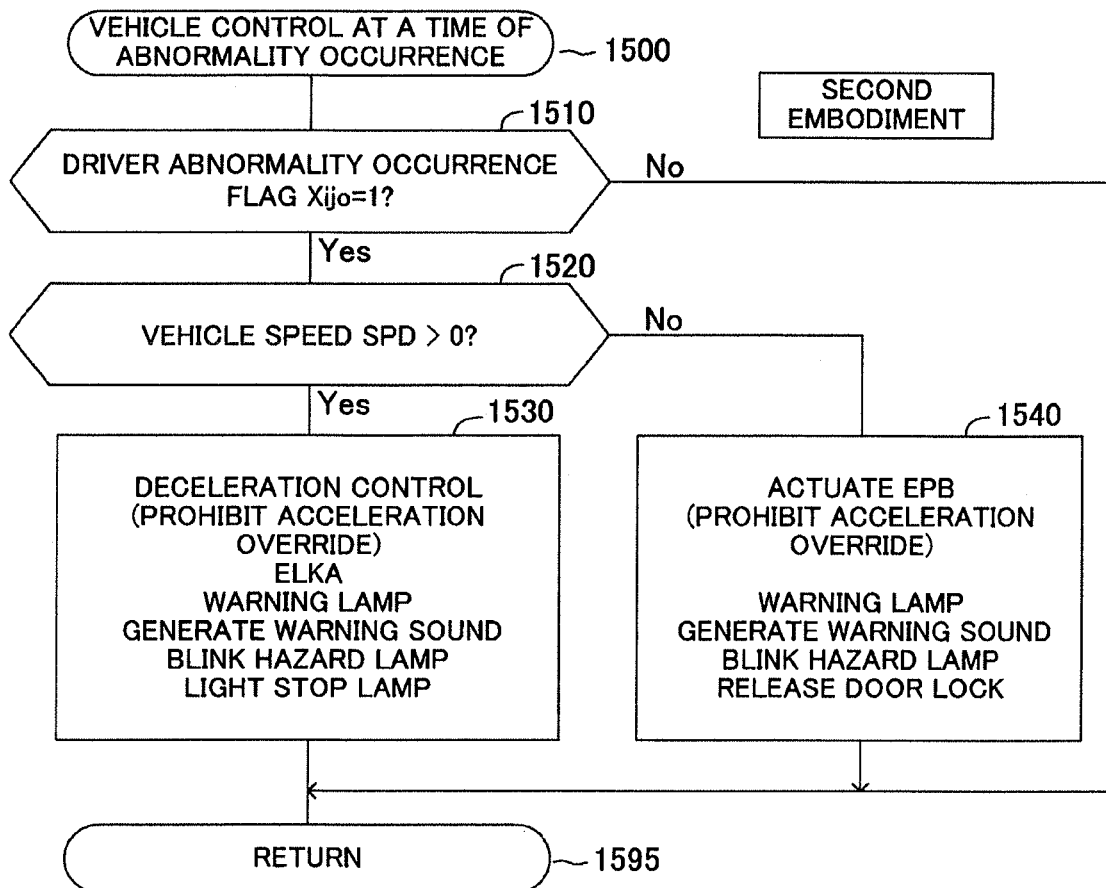 VEHICLE CONTROL AT A TIME OF
ABNORMALITY OCCURRENCE
1500
SECOND
EMBODIMENT
1510
DRIVER ABNORMALITY OCCURRENCE
FLAG Xijo=1?
No
Yes
1520
VEHICLE SPEED SPD > 0?
No
Yes
1530
DECELERATION CONTROL
(PROHIBIT ACCELERATION
OVERRIDE)
ELKA
WARNING LAMP
GENERATE WARNING SOUND
BLINK HAZARD LAMP
LIGHT STOP LAMP
1540
ACTUATE EPB
(PROHIBIT ACCELERATION
OVERRIDE)
WARNING LAMP
GENERATE WARNING SOUND
BLINK HAZARD LAMP
RELEASE DOOR LOCK
RETURN
1595